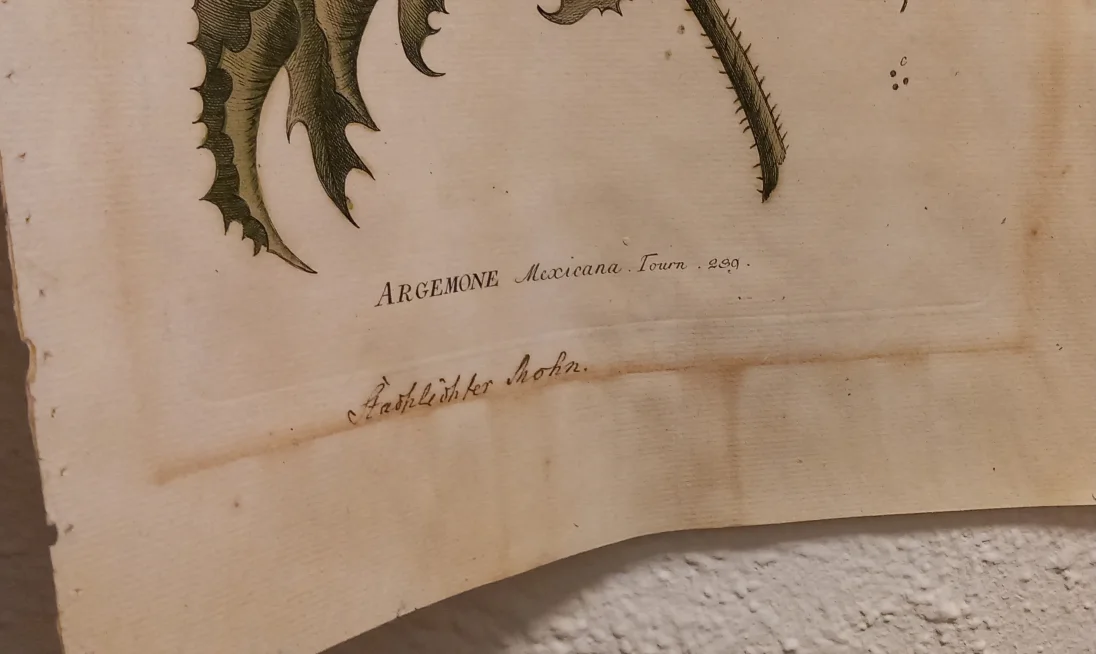 c
ARGEMONE Mexicana . Tourn . 239 .
Stachlichter Mohn.